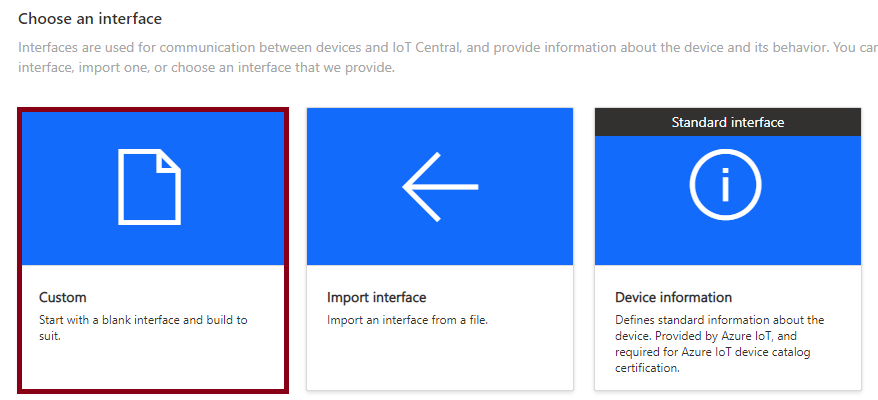 Choose an interface
Interfaces are used for communication between devices and IoT Central, and provide information about the device and its behavior. You can
interface, import one, or choose an interface that we provide.
Standard interface
Custom
Start with a blank interface and build to
suit.
Import interface
Import an interface from a file.
Device information
Defines standard information about the
device. Provided by Azure IoT, and
required for Azure IoT device catalog
certification.